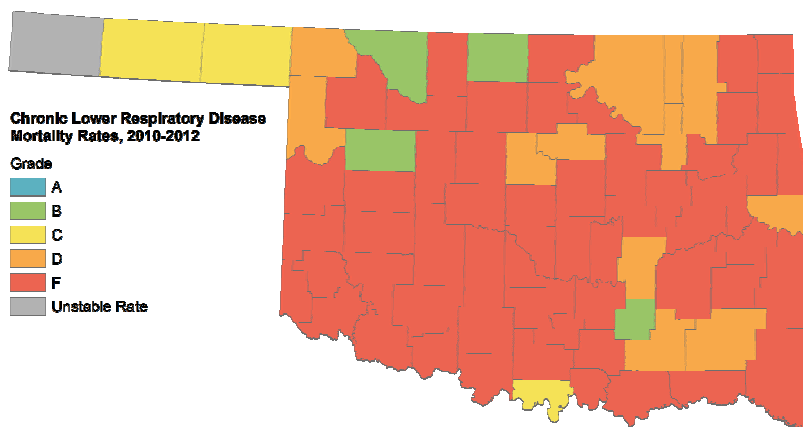 Chronic Lower Respiratory Disease
Mortality Rates, 2010-2012
Grade
A
B
C
D
F
Unstable Rate